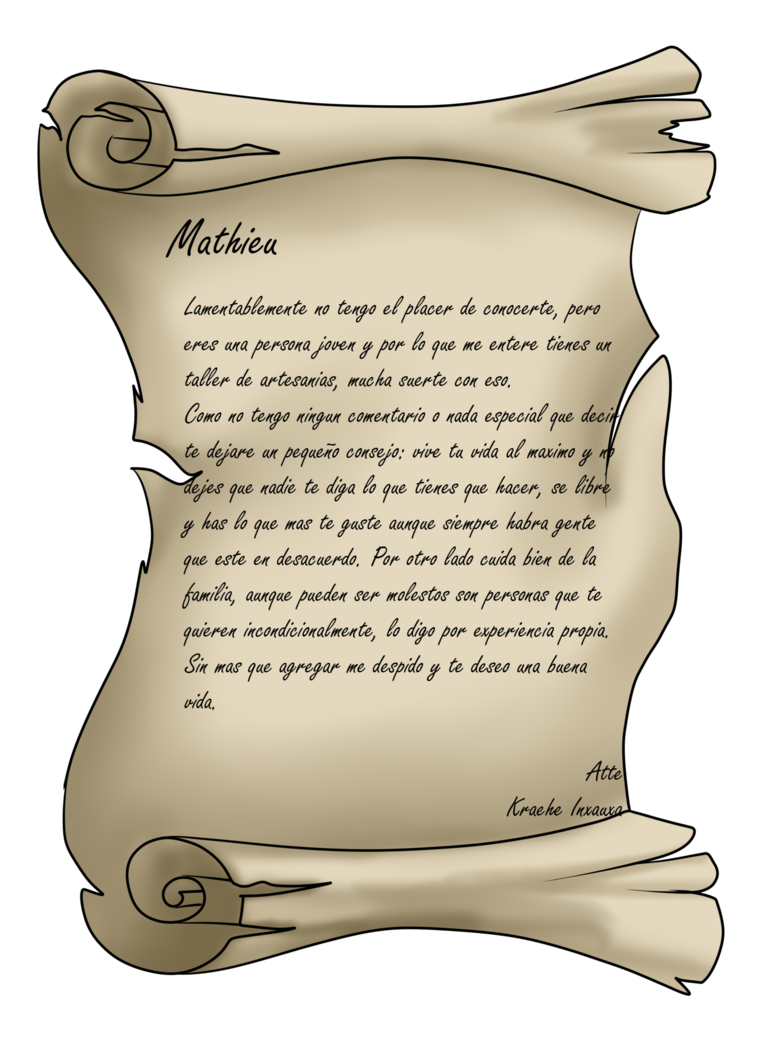 Mathieu
Lamentablemente no tengo el placer de conocerte, pero
eres una persona joven y por lo que me entere tienes un
taller de artesanias, mucha suerte con eso.
Como no tengo ningun comentario o nada especial que decir
te dejare un pequeño consejo: vive tu vida al maximo y no
dejes que nadie te diga lo que tienes que hacer, se libre
y has lo que mas te guste aunque siempre habra gente
que este en desacuerdo. Por otro lado cuida bien de la
familia, aunque pueden ser molestos son personas que te
quieren incondicionalmente, lo digo por experiencia propia.
Sin mas que agregar me despido y te deseo una buena
vida.
Atte
Kraehe Inxauxa